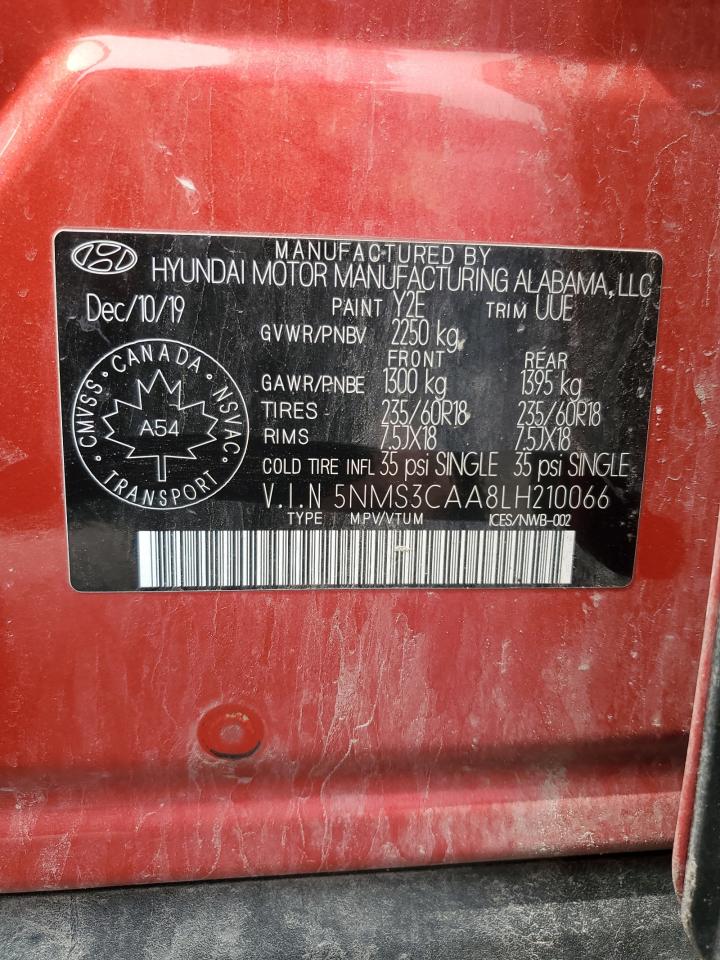 MANUFACTURED BY
HYUNDAI MOTOR MANUFACTURING ALABAMA, LLC
Dec/10/19 PAINT Y2E TRIM UUE
GVWR/PNBV 2250 kg
FRONT RÉAR
GAWR/PNBE 1300 kg 1395 kg
TIRES 235/60R18 235/60R18
RIMS 7.5JX18 7.5JX18
COLD TIRE INFL 35 psi SINGLE 35 psi SINGLE
V.I.N 5NMS3CAA8LH210066
TYPE MPV/VTUM ICES/NWB-002
CMVSS · CANADA · NSVAC
A54
TRANSPORT